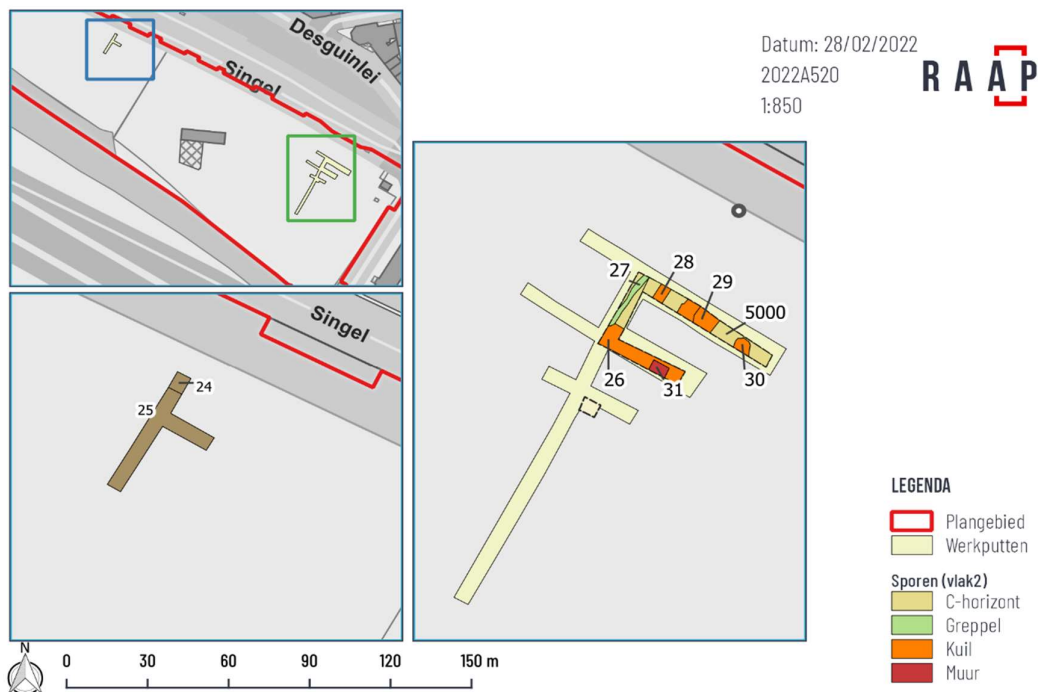 Desguinlei
Singel
Datum: 28/02/2022
2022A520
1:850
RAAP
Singel
24
25
27
28
29
5000
26
31
30
LEGENDA
Plangebied
Werkputten
Sporen (vlak2)
C-horizont
Greppel
Kuil
Muur
N
0 30 60 90 120 150 m